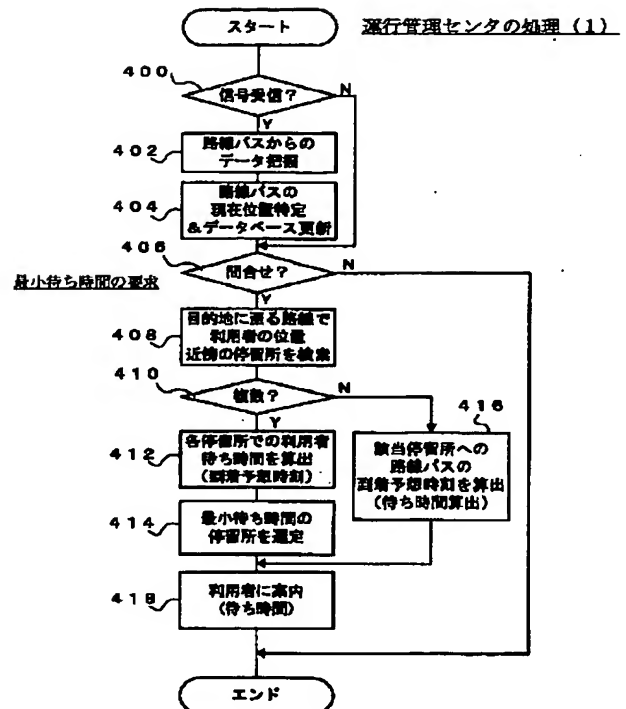 スタート
運行管理センタの処理(1)
400
信号受信?
N
Y
402
路線バスからの
データ把握
404
路線バスの
現在位置特定
&データベース更新
406
問合せ?
N
最小待ち時間の要求
Y
408
目的地に至る路線で
利用者の位置
近傍の停留所を検索
410
複数?
N
Y
412
各停留所での利用者
待ち時間を算出
(到着予想時刻)
416
該当停留所への
路線バスの
到着予想時刻を算出
(待ち時間算出)
414
最小待ち時間の
停留所を選定
418
利用者に案内
(待ち時間)
エンド